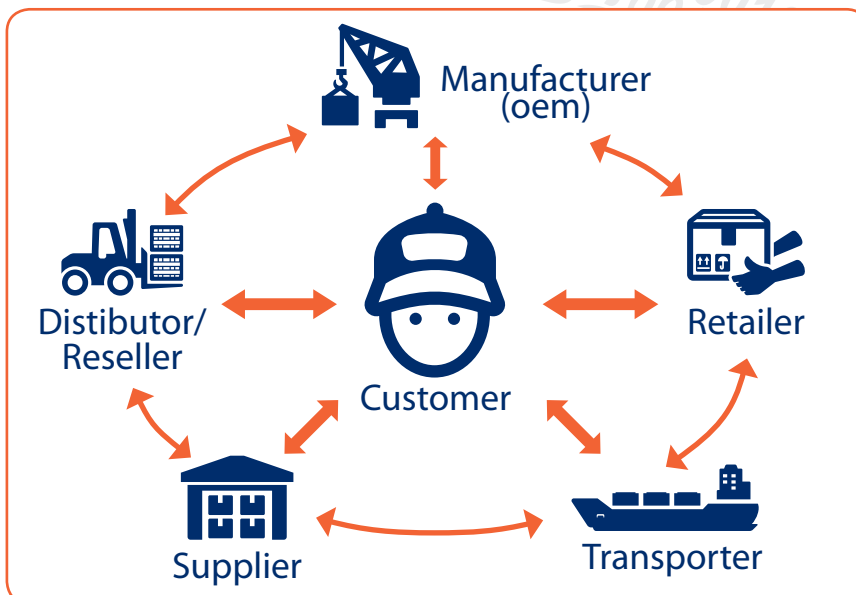 Manufacturer
(oem)
Distibutor/
Reseller
Retailer
Customer
Supplier
Transporter